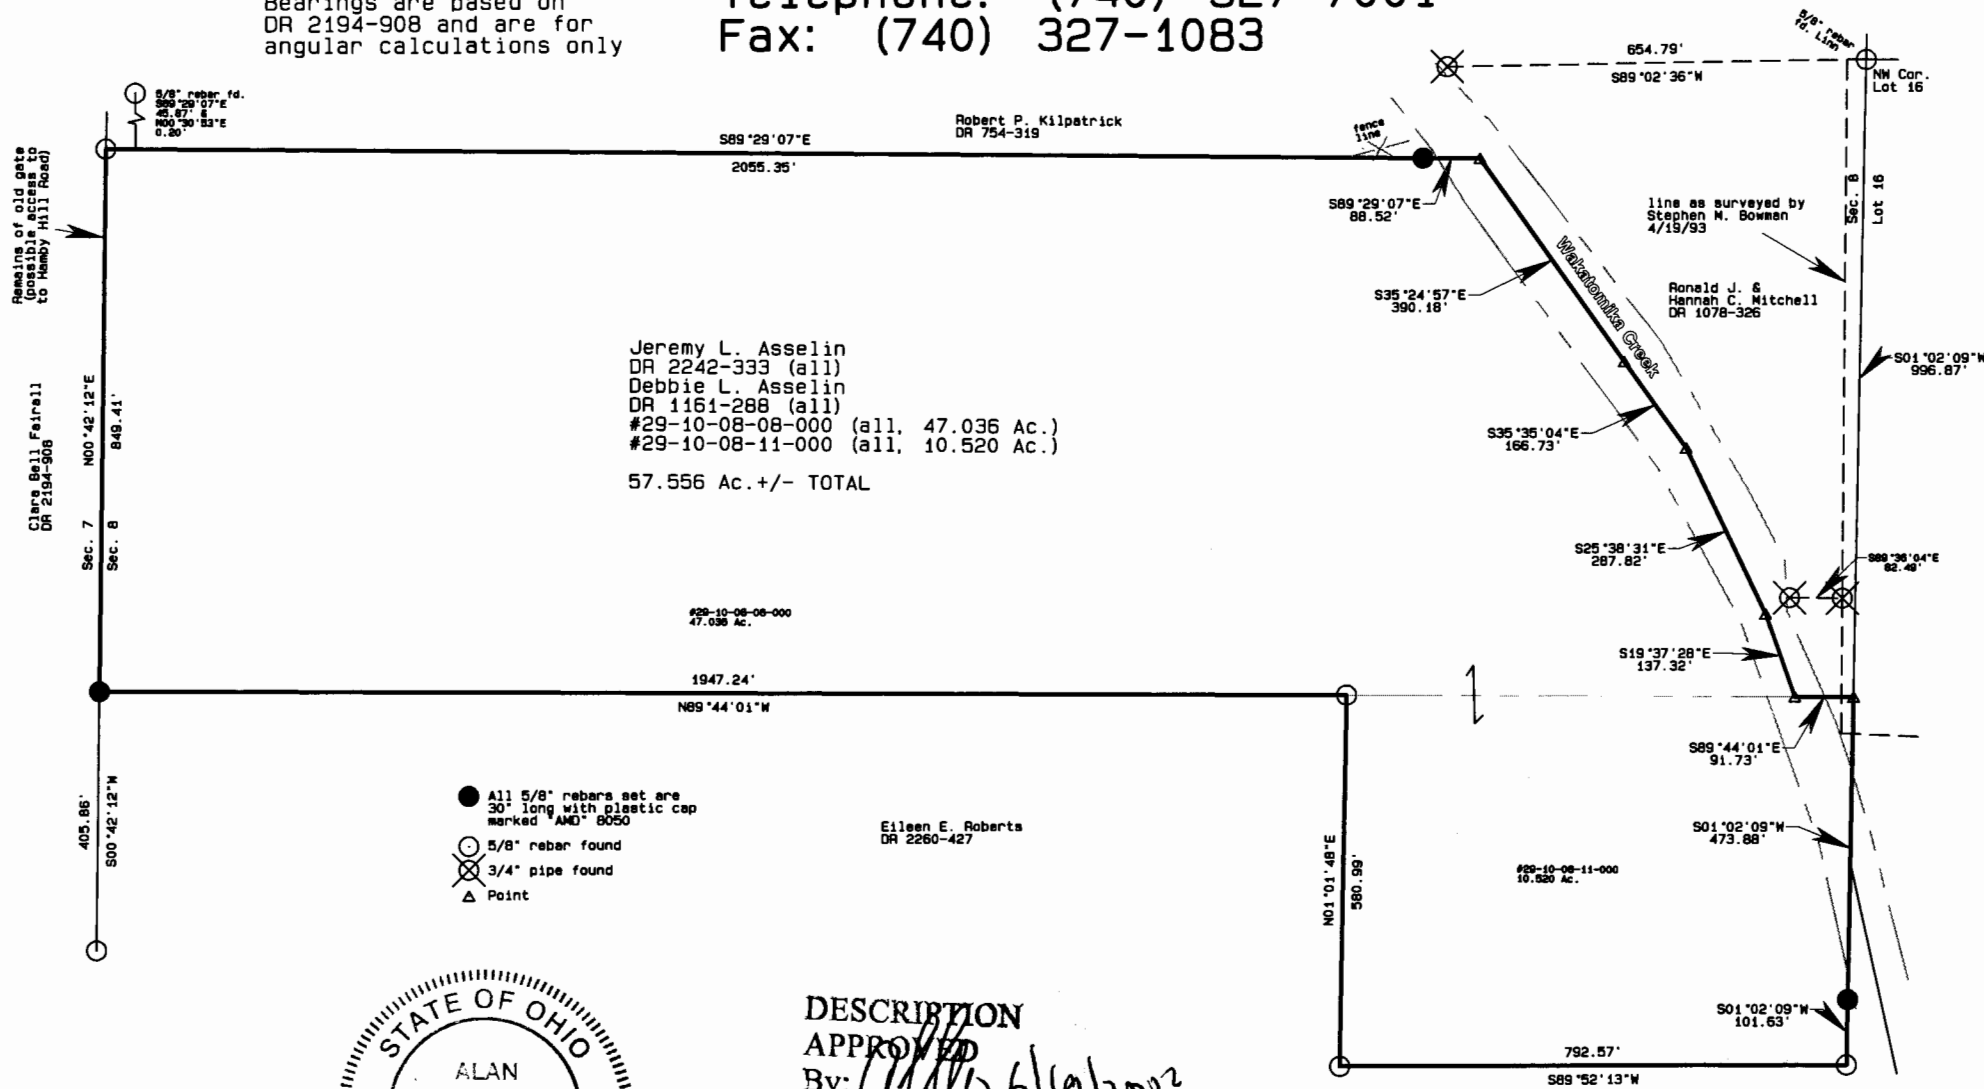 Bearings are based on
DR 2194-908 and are for
angular calculations only
Fax: (740) 327-1083
5/8" rebar fd.
S89°29'07"E
45.87' &
N00°30'53"E
0.20'
S89°29'07"E
2055.35'
Robert P. Kilpatrick
DR 754-319
fence
line
654.79'
S89°02'36"W
5/8" rebar
fd. Linn
NW Cor.
Lot 16
Remains of old gate
(possible access to
to Hamby Hill Road)
S89°29'07"E
88.52'
line as surveyed by
Stephen M. Bowman
4/19/93
Sec. 8
Lot 16
Wakatomika Creek
S35°24'57"E
390.18'
Ronald J. &
Hannah C. Mitchell
DR 1078-326
S01°02'09"W
996.87'
Jeremy L. Asselin
DR 2242-333 (all)
Debbie L. Asselin
DR 1161-288 (all)
#29-10-08-08-000 (all, 47.036 Ac.)
#29-10-08-11-000 (all, 10.520 Ac.)
57.556 Ac.+/- TOTAL
Clara Bell Fairall
DR 2194-908
N00°42'12"E
849.41'
Sec. 7
Sec. 8
S35°35'04"E
166.73'
S25°38'31"E
287.82'
S89°36'04"E
82.49'
#29-10-08-08-000
47.036 Ac.
S19°37'28"E
137.32'
1947.24'
N89°44'01"W
S89°44'01"E
91.73'
405.86'
S00°42'12"W
All 5/8" rebars set are
30" long with plastic cap
marked "AMD" 8050
5/8" rebar found
3/4" pipe found
Point
Eileen E. Roberts
DR 2260-427
N01°01'48"E
580.99'
S01°02'09"W
473.88'
#29-10-08-11-000
10.520 Ac.
S01°02'09"W
101.63'
792.57'
S89°52'13"W
STATE OF OHIO
ALAN
DESCRIPTION
APPROVED
By: